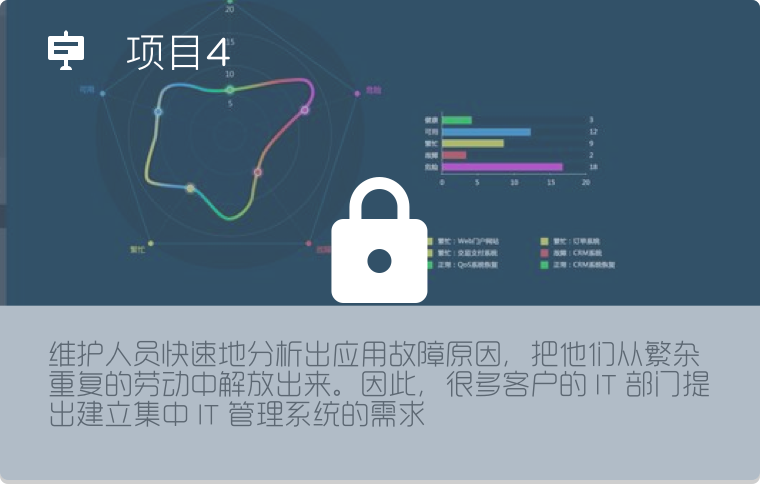 项目4
20
15
10
5
可用
危险
繁忙
故障
健康 3
可用 12
繁忙 9
故障 2
危险 18
0 5 10 15 20
繁忙：Web门户网站 繁忙：订单系统
繁忙：交易支付系统 故障：CRM系统
正常：QoS系统数据 正常：CRM系统数据
维护人员快速地分析出应用故障原因，把他们从繁杂
重复的劳动中解放出来。因此，很多客户的 IT 部门提
出建立集中 IT 管理系统的需求